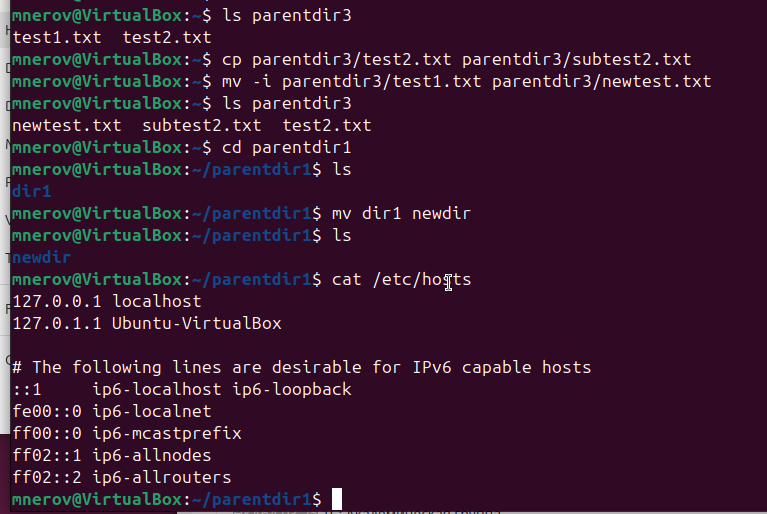 mnerov@VirtualBox:~$ ls parentdir3
test1.txt  test2.txt
mnerov@VirtualBox:~$ cp parentdir3/test2.txt parentdir3/subtest2.txt
mnerov@VirtualBox:~$ mv -i parentdir3/test1.txt parentdir3/newtest.txt
mnerov@VirtualBox:~$ ls parentdir3
newtest.txt  subtest2.txt  test2.txt
mnerov@VirtualBox:~$ cd parentdir1
mnerov@VirtualBox:~/parentdir1$ ls
dir1
mnerov@VirtualBox:~/parentdir1$ mv dir1 newdir
mnerov@VirtualBox:~/parentdir1$ ls
newdir
mnerov@VirtualBox:~/parentdir1$ cat /etc/hosts
127.0.0.1 localhost
127.0.1.1 Ubuntu-VirtualBox
# The following lines are desirable for IPv6 capable hosts
::1     ip6-localhost ip6-loopback
fe00::0 ip6-localnet
ff00::0 ip6-mcastprefix
ff02::1 ip6-allnodes
ff02::2 ip6-allrouters
mnerov@VirtualBox:~/parentdir1$